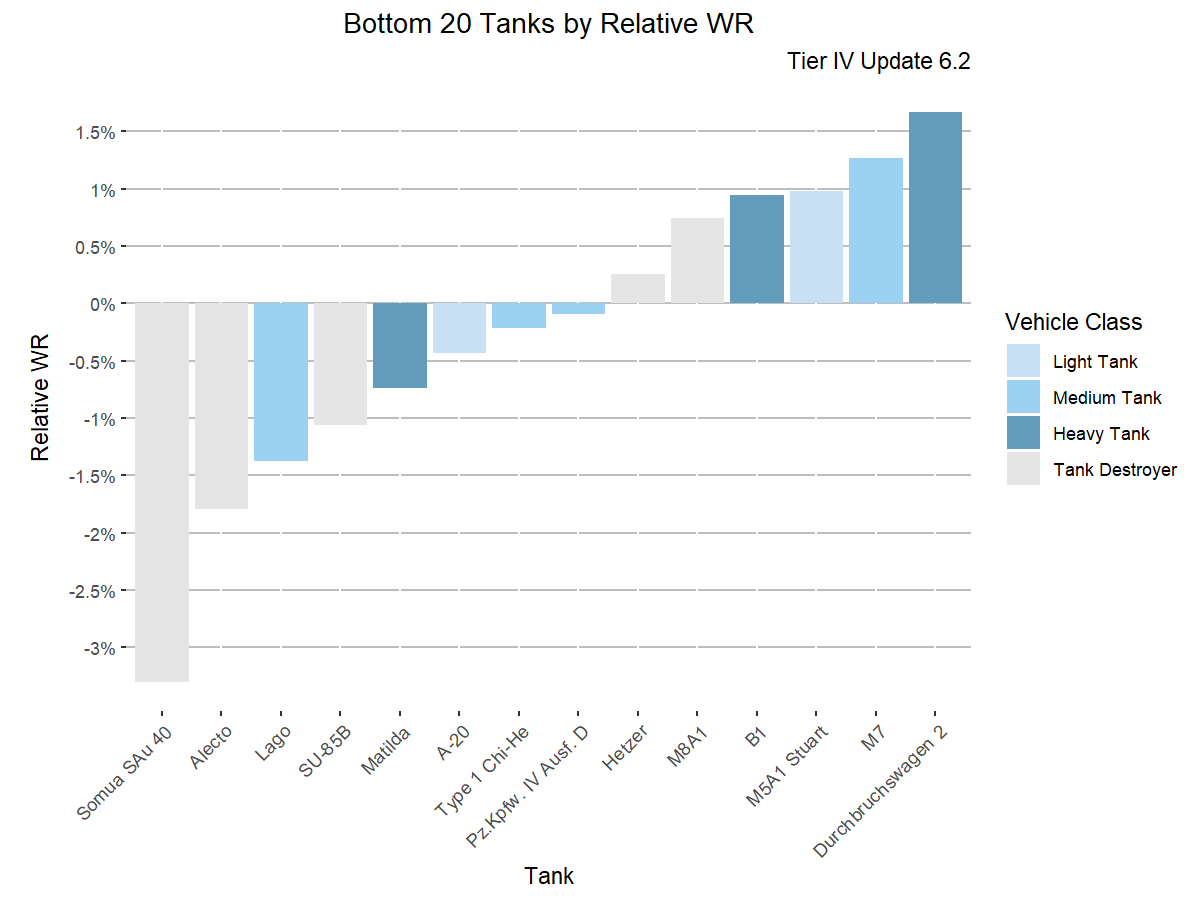 Bottom 20 Tanks by Relative WR
Tier IV Update 6.2
Relative WR
1.5%
1%
0.5%
0%
-0.5%
-1%
-1.5%
-2%
-2.5%
-3%
Somua SAu 40
Alecto
Lago
SU-85B
Matilda
A-20
Type 1 Chi-He
Pz.Kpfw. IV Ausf. D
Hetzer
M8A1
B1
M5A1 Stuart
M7
Durchbruchswagen 2
Tank
Vehicle Class
Light Tank
Medium Tank
Heavy Tank
Tank Destroyer